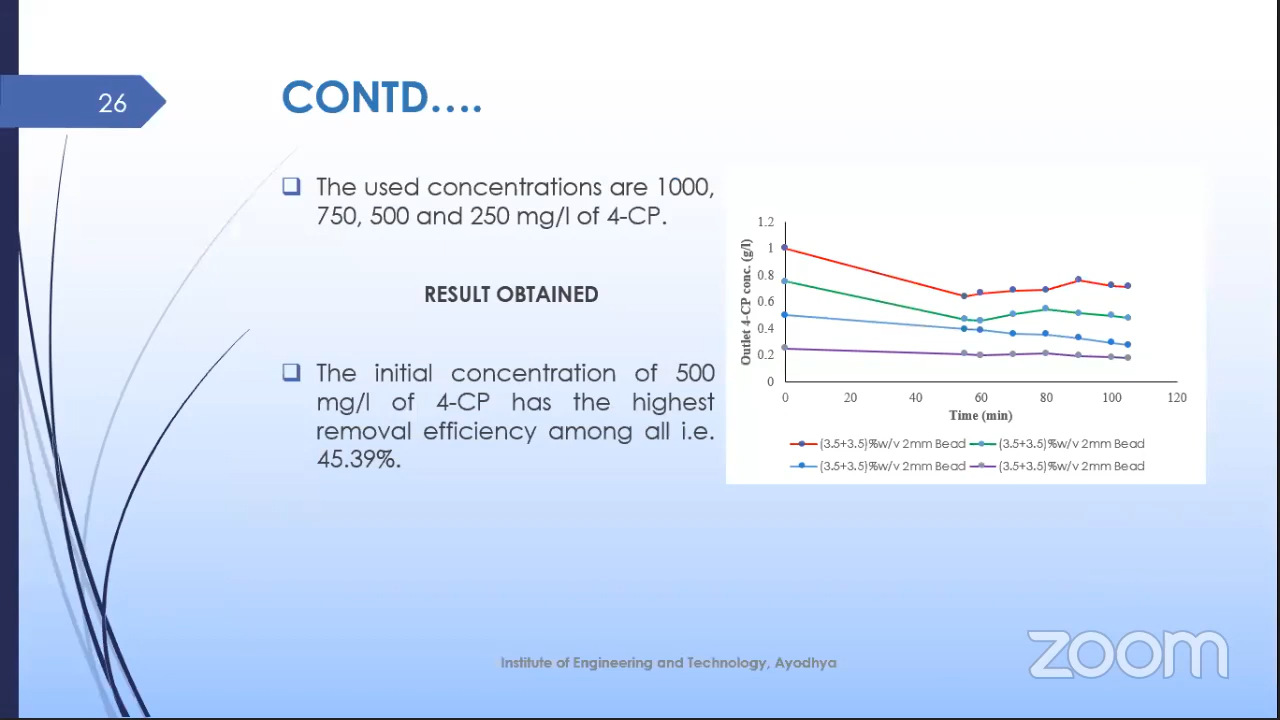 26
CONTD....
❑ The used concentrations are 1000,
750, 500 and 250 mg/l of 4-CP.
RESULT OBTAINED
❑ The initial concentration of 500
mg/l of 4-CP has the highest
removal efficiency among all i.e.
45.39%.
Outlet 4-CP conc. (g/l)
1.2
1
0.8
0.6
0.4
0.2
0
0 20 40 60 80 100 120
Time (min)
(3.5+3.5)%w/v 2mm Bead (3.5+3.5)%w/v 2mm Bead
(3.5+3.5)%w/v 2mm Bead (3.5+3.5)%w/v 2mm Bead
Institute of Engineering and Technology, Ayodhya
zoom